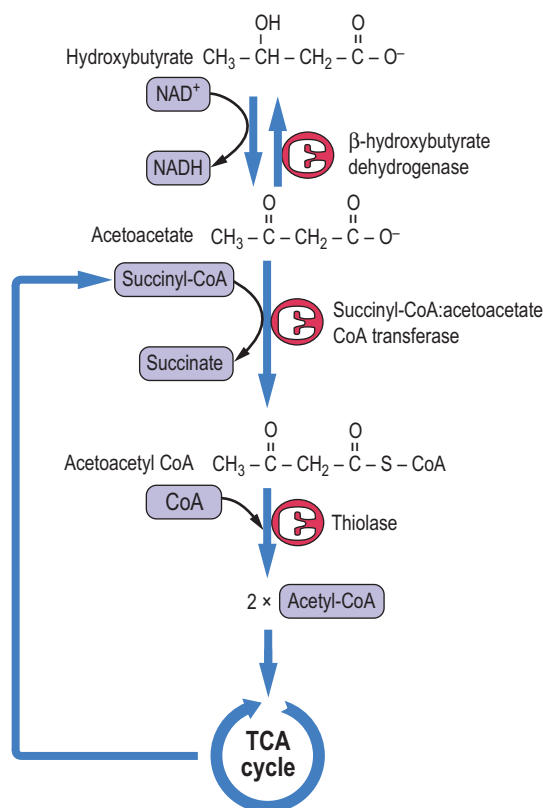 Hydroxybutyrate
OH
CH₃ – CH – CH₂ – C – O⁻
O
NAD⁺
NADH
β-hydroxybutyrate
dehydrogenase
Acetoacetate
O O
CH₃ – C – CH₂ – C – O⁻
Succinyl-CoA
Succinate
Succinyl-CoA:acetoacetate
CoA transferase
Acetoacetyl CoA
O O
CH₃ – C – CH₂ – C – S – CoA
CoA
Thiolase
2 × Acetyl-CoA
TCA
cycle